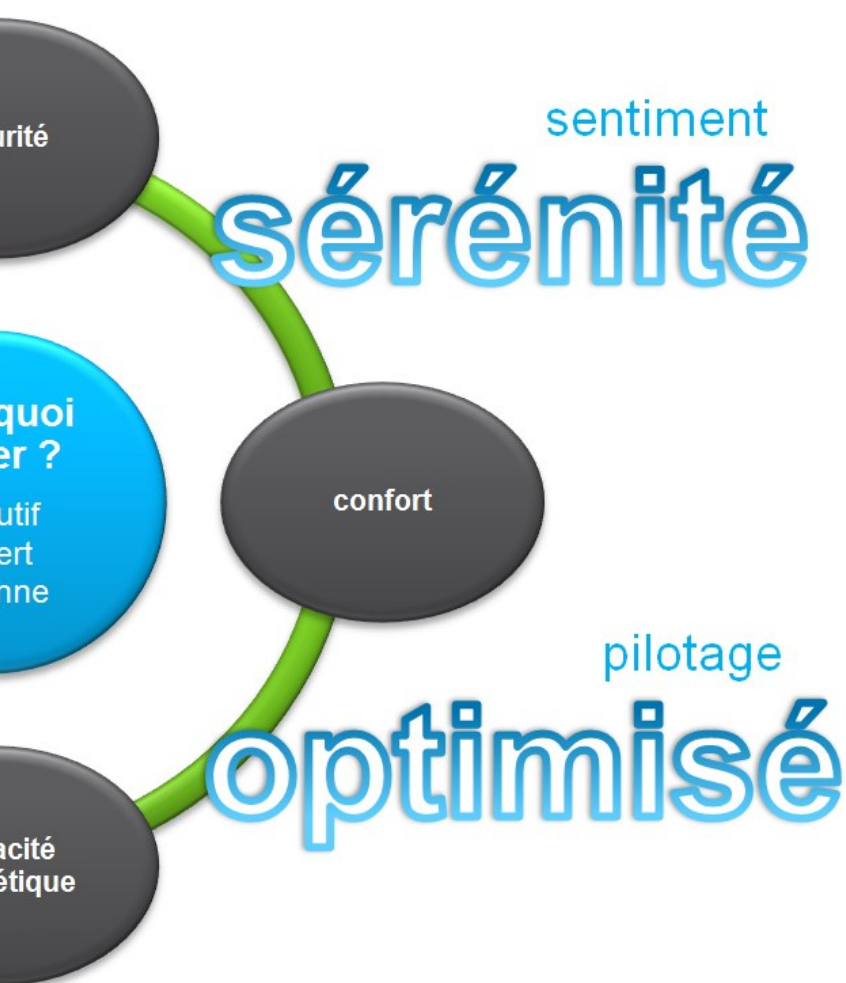 urité
sentiment
sérénité
quoi
er ?
utif
ert
nne
confort
pilotage
optimisé
acité
étique